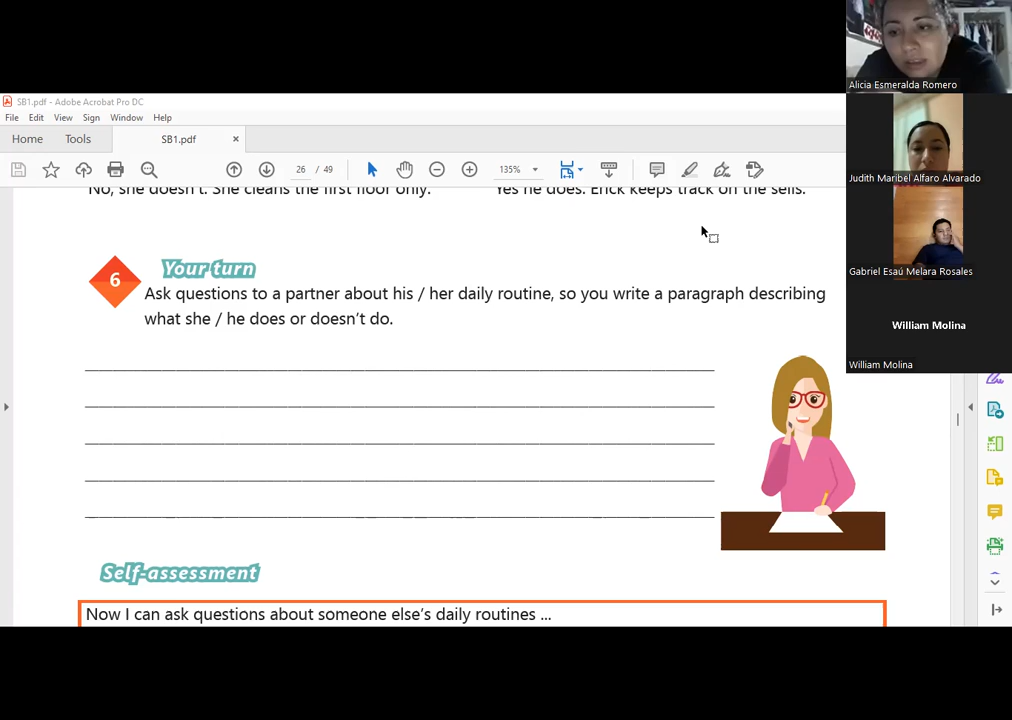 Alicia Esmeralda Romero
SB1.pdf - Adobe Acrobat Pro DC
File Edit View Sign Window Help
Home Tools SB1.pdf ×
26 / 49 135%
Judith Maribel Alfaro Alvarado
No, she doesn't. She cleans the first floor only. Yes he does. Erick keeps track on the sells.
Gabriel Esaú Melara Rosales
6 Your turn
Ask questions to a partner about his / her daily routine, so you write a paragraph describing
what she / he does or doesn't do.
William Molina
William Molina
Self-assessment
Now I can ask questions about someone else's daily routines ...